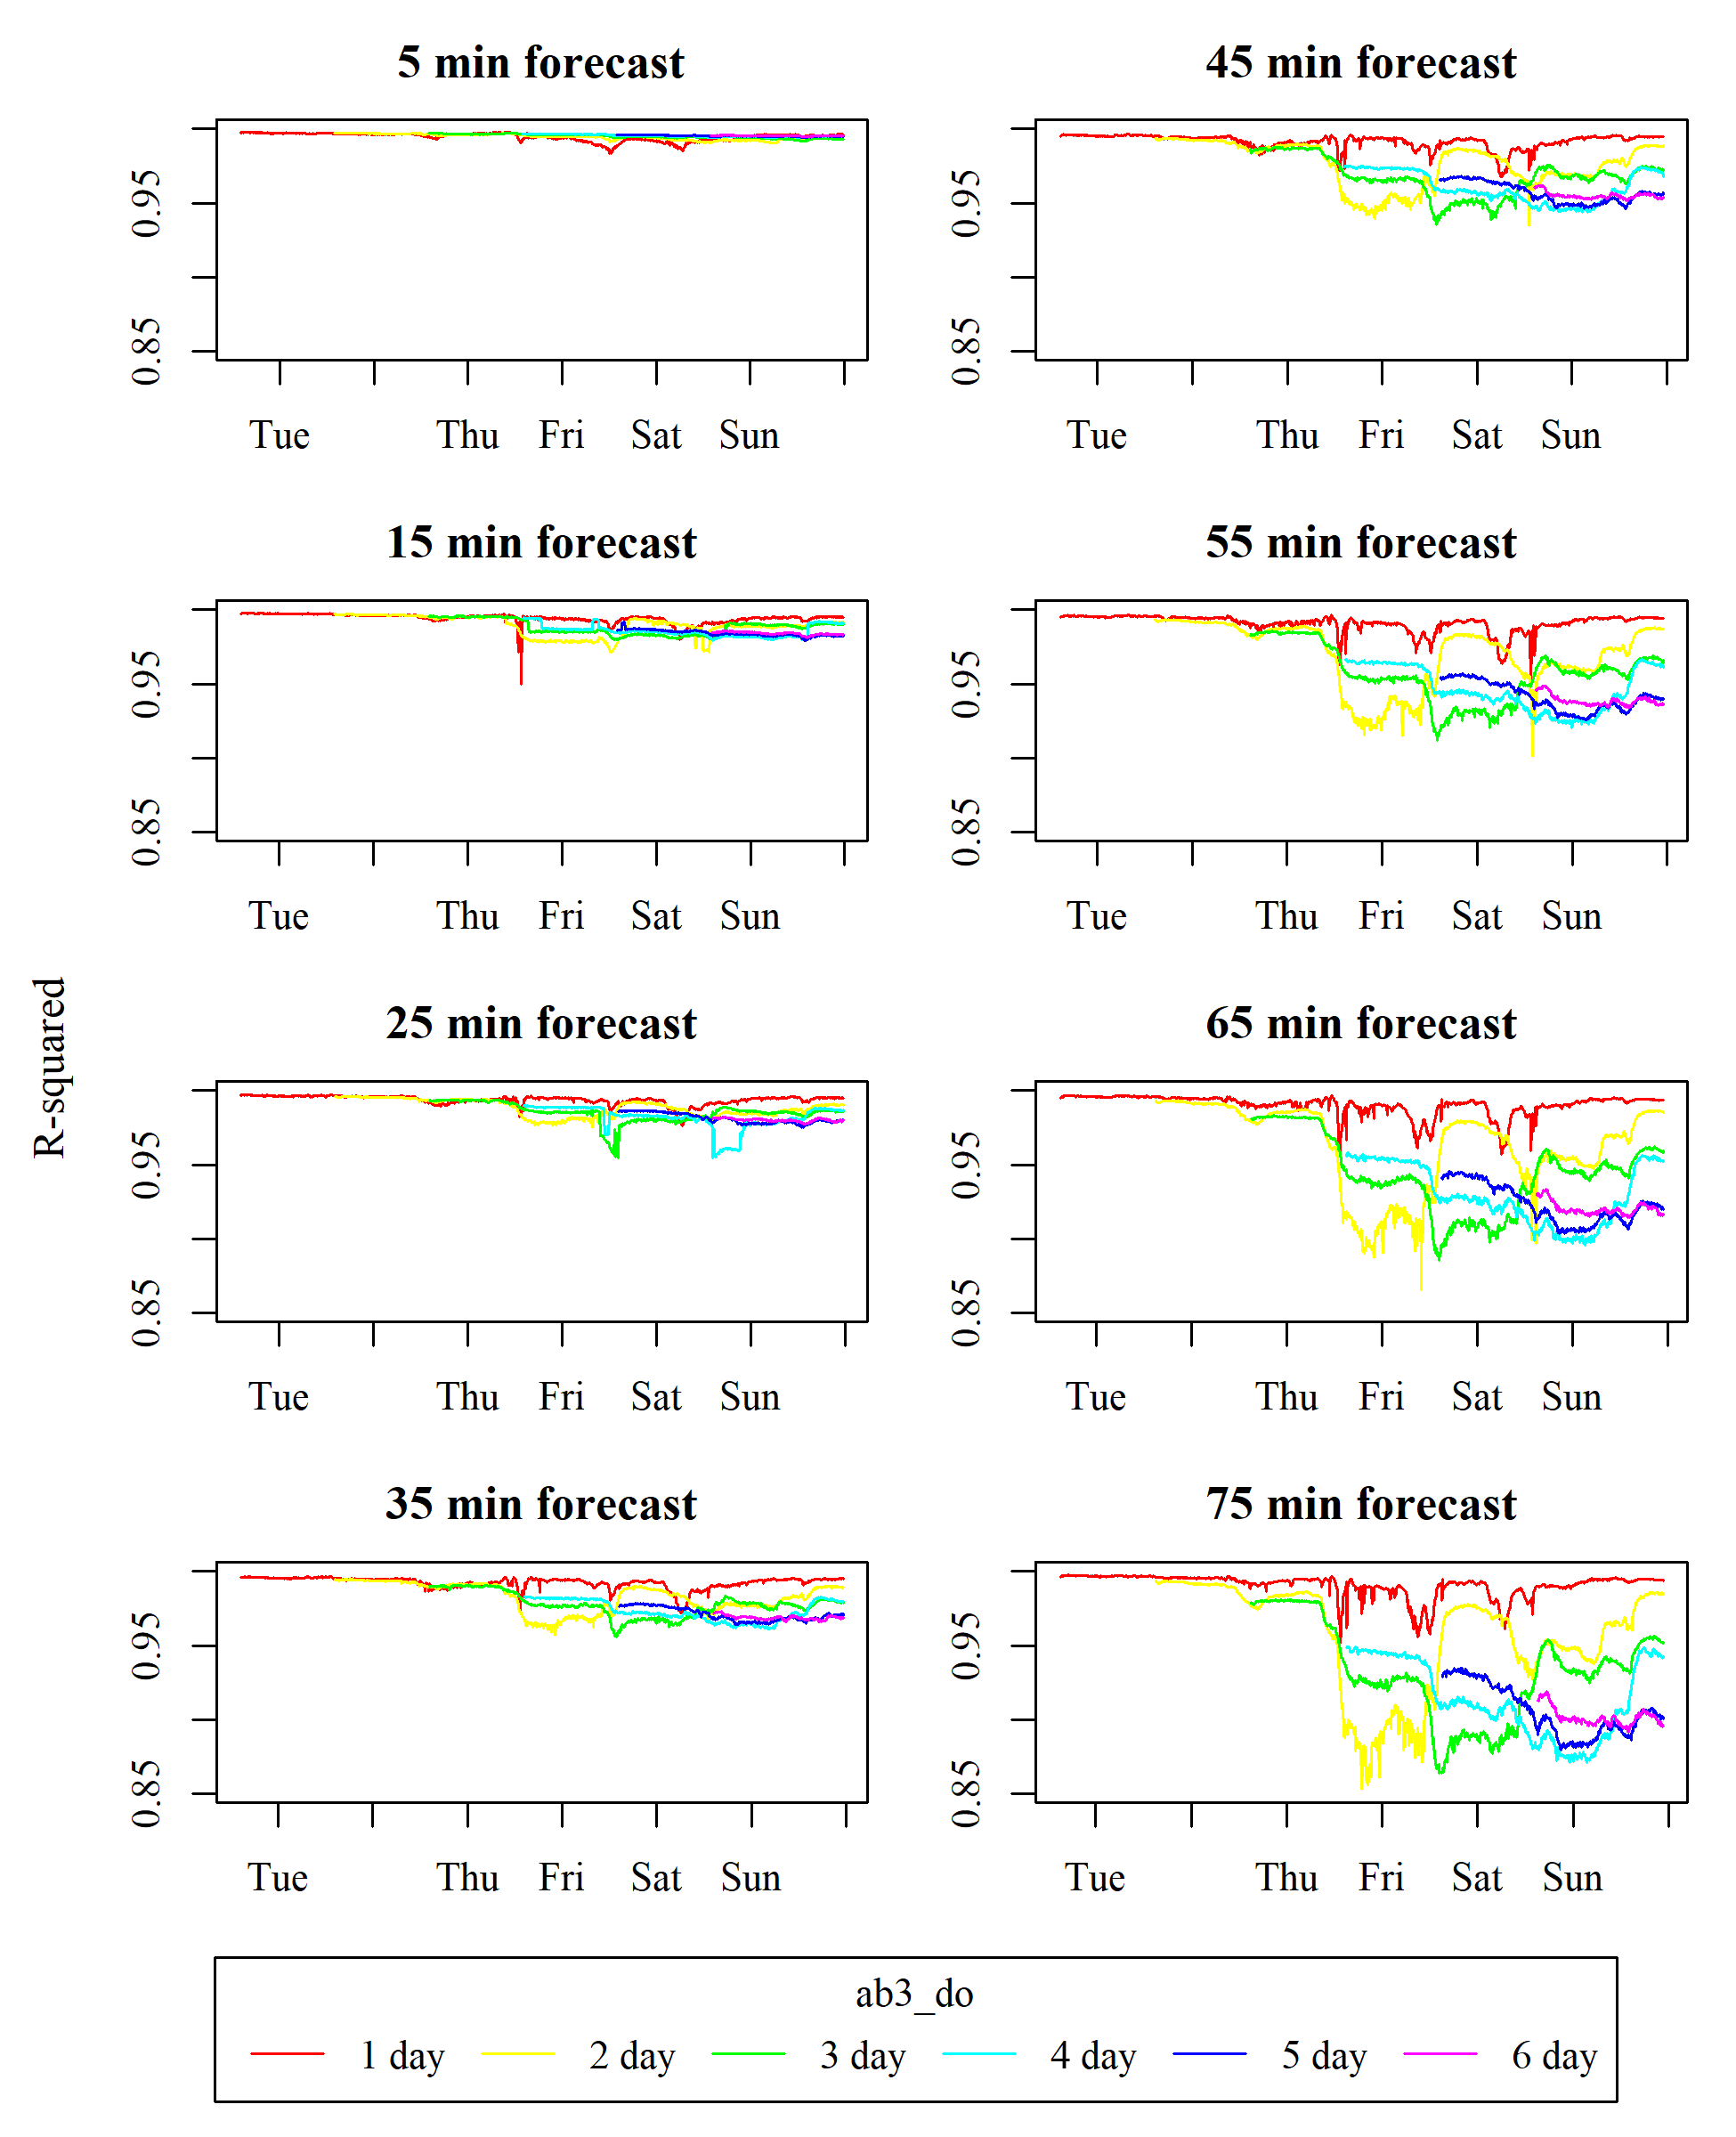 R-squared
5 min forecast
0.95
0.85
Tue Thu Fri Sat Sun
45 min forecast
0.95
0.85
Tue Thu Fri Sat Sun
15 min forecast
0.95
0.85
Tue Thu Fri Sat Sun
55 min forecast
0.95
0.85
Tue Thu Fri Sat Sun
25 min forecast
0.95
0.85
Tue Thu Fri Sat Sun
65 min forecast
0.95
0.85
Tue Thu Fri Sat Sun
35 min forecast
0.95
0.85
Tue Thu Fri Sat Sun
75 min forecast
0.95
0.85
Tue Thu Fri Sat Sun
ab3_do
1 day 2 day 3 day 4 day 5 day 6 day